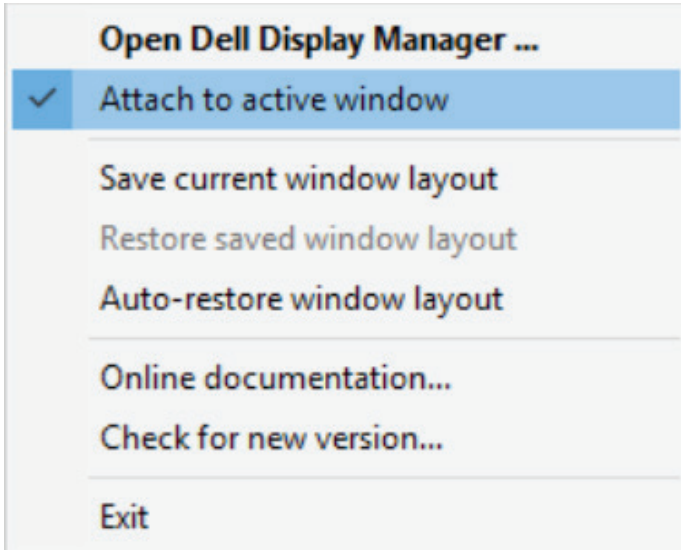 Open Dell Display Manager ...
Attach to active window
Save current window layout
Restore saved window layout
Auto-restore window layout
Online documentation...
Check for new version...
Exit